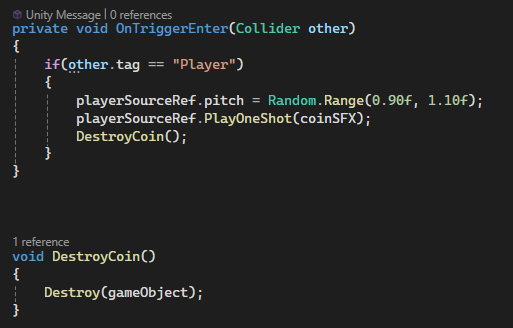 Unity Message | 0 references
private void OnTriggerEnter(Collider other)
{
if(other.tag == "Player")
{
playerSourceRef.pitch = Random.Range(0.90f, 1.10f);
playerSourceRef.PlayOneShot(coinSFX);
DestroyCoin();
}
}
1 reference
void DestroyCoin()
{
Destroy(gameObject);
}